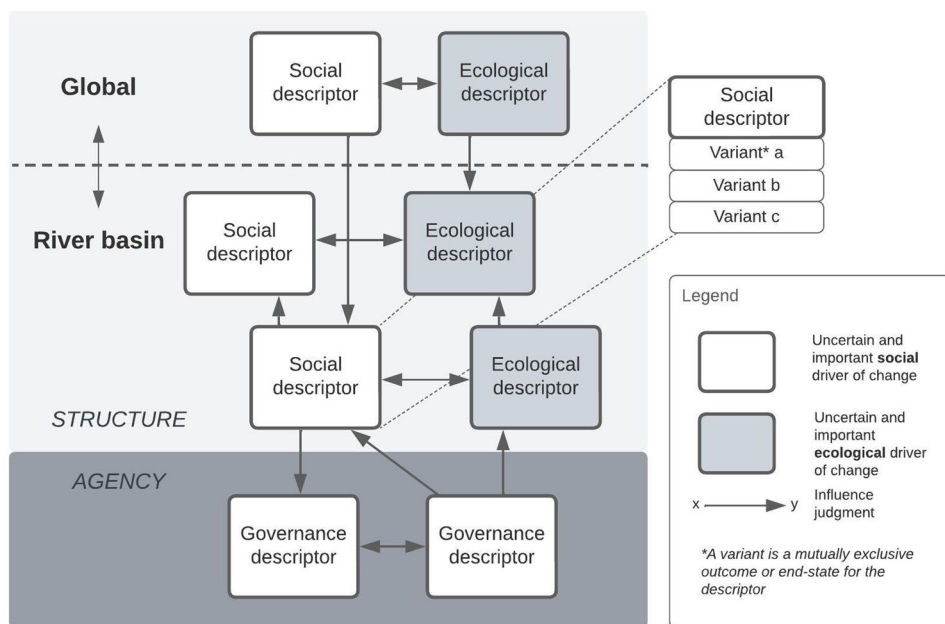 Global
Social
descriptor
Ecological
descriptor
River basin
Social
descriptor
Ecological
descriptor
Social
descriptor
Ecological
descriptor
STRUCTURE
AGENCY
Governance
descriptor
Governance
descriptor
Social
descriptor
Variant* a
Variant b
Variant c
Legend
Uncertain and
important social
driver of change
Uncertain and
important
ecological driver
of change
x y Influence
judgment
*A variant is a mutually exclusive
outcome or end-state for the
descriptor